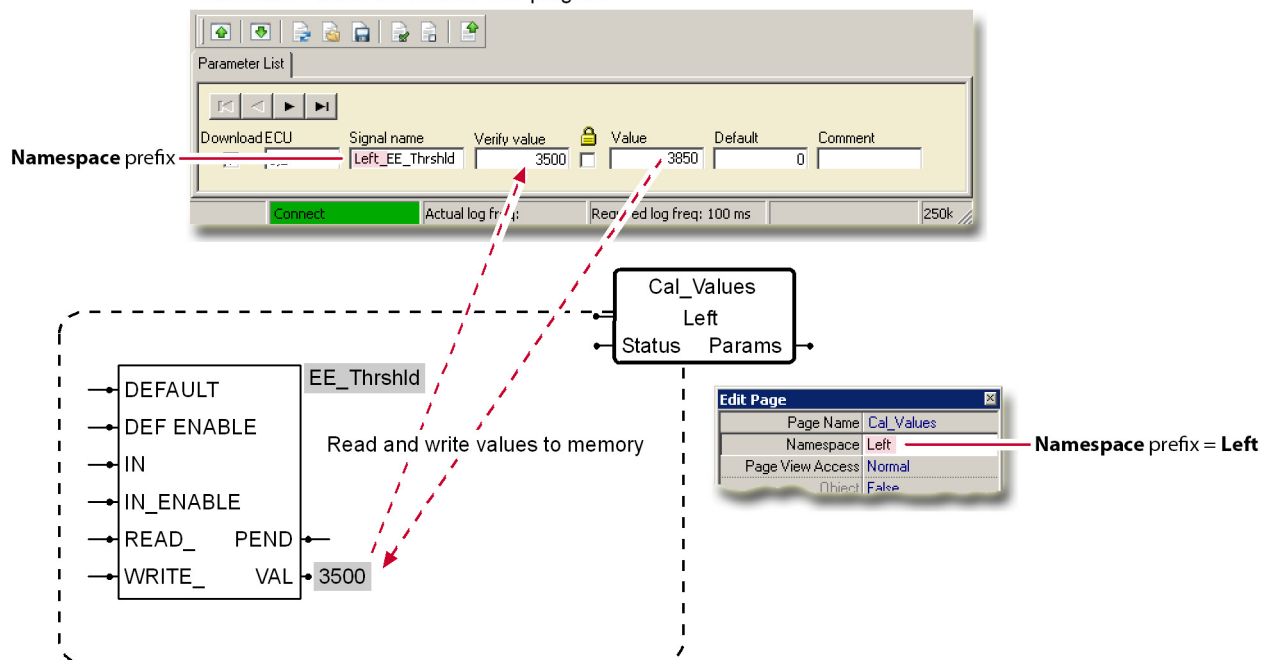 Parameter List
Download ECU Signal name Verify value Value Default Comment
Namespace prefix
Left_EE_Thrshld 3500 3850 0
Connect Actual log freq: Required log freq: 100 ms 250k
Cal_Values
Left
Status Params
EE_Thrshld
DEFAULT
DEF ENABLE
IN
IN_ENABLE
READ_ PEND
WRITE_ VAL 3500
Read and write values to memory
Edit Page
Page Name Cal_Values
Namespace Left
Namespace prefix = Left
Page View Access Normal
Object False